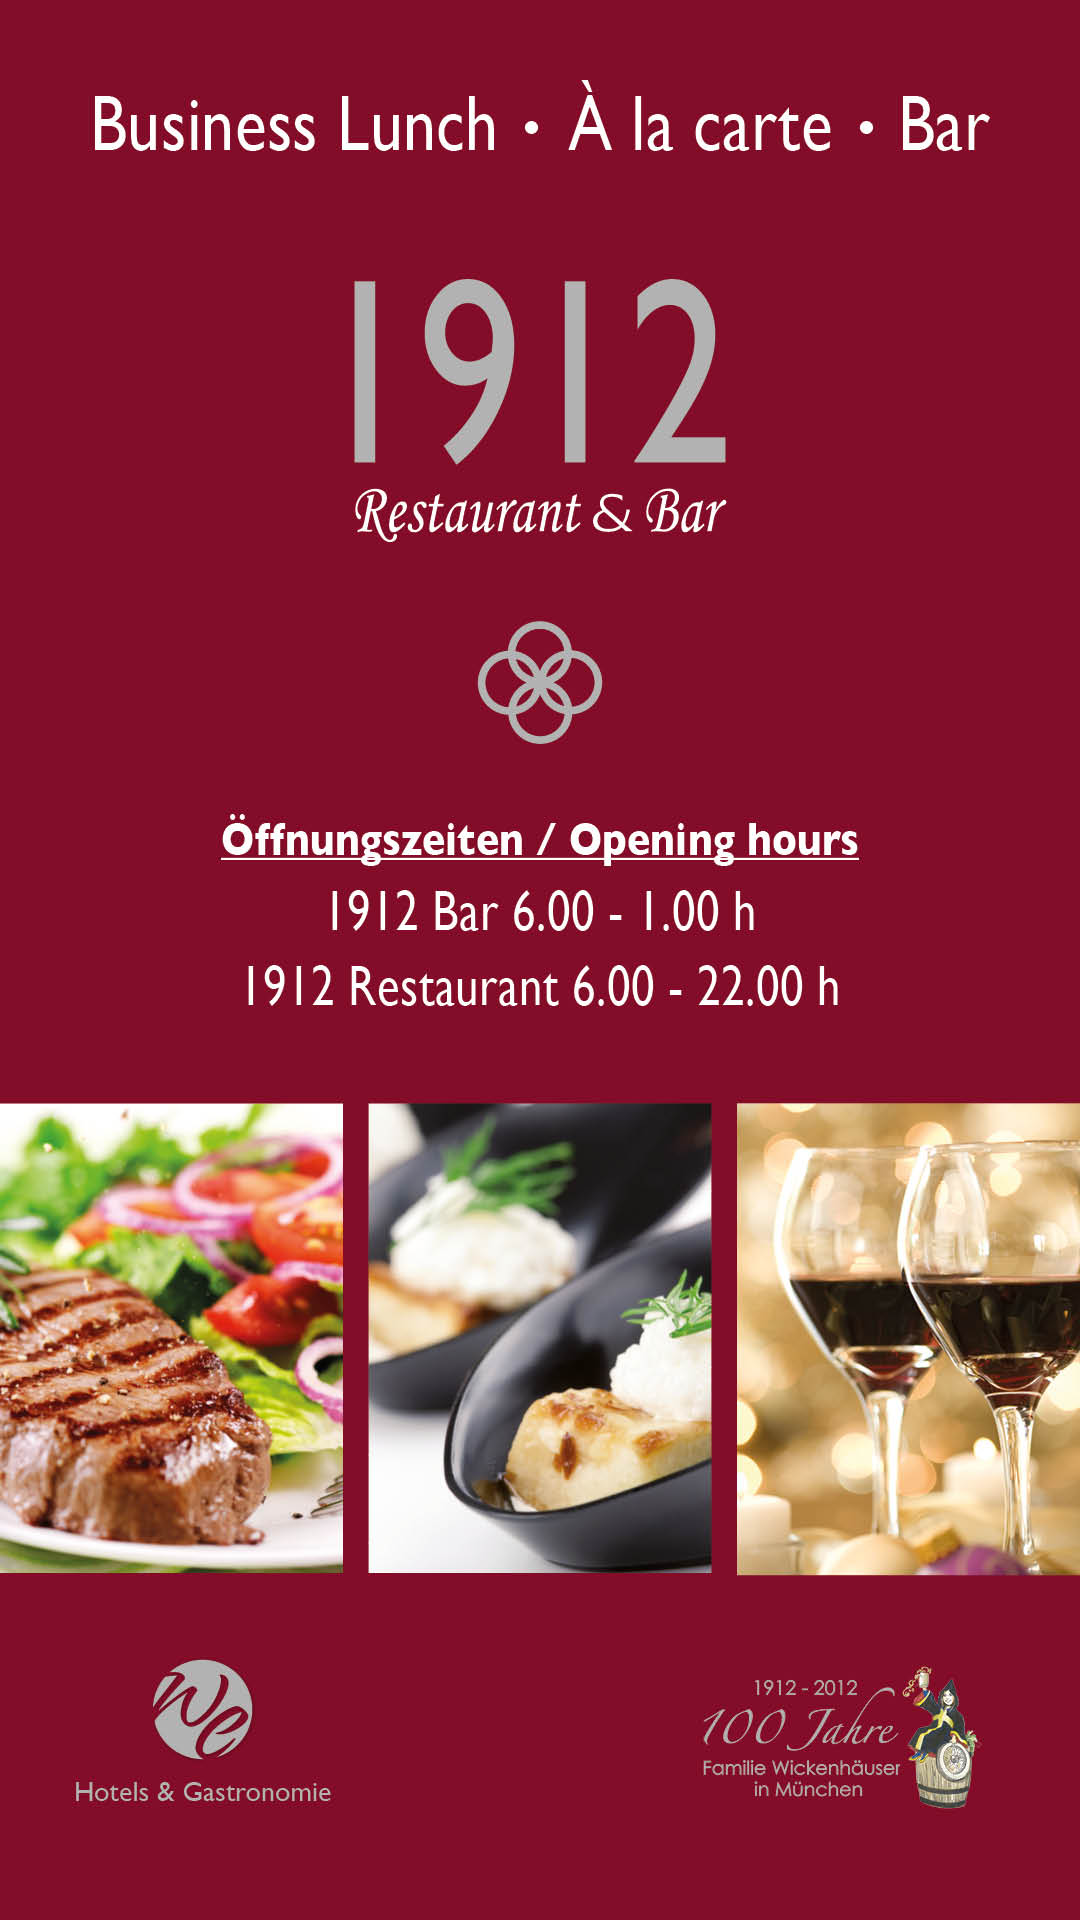 Business Lunch • À la carte • Bar
1912
Restaurant & Bar
Öffnungszeiten / Opening hours
1912 Bar 6.00 - 1.00 h
1912 Restaurant 6.00 - 22.00 h
We
Hotels & Gastronomie
1912 - 2012
100 Jahre
Familie Wickenhäuser
in München